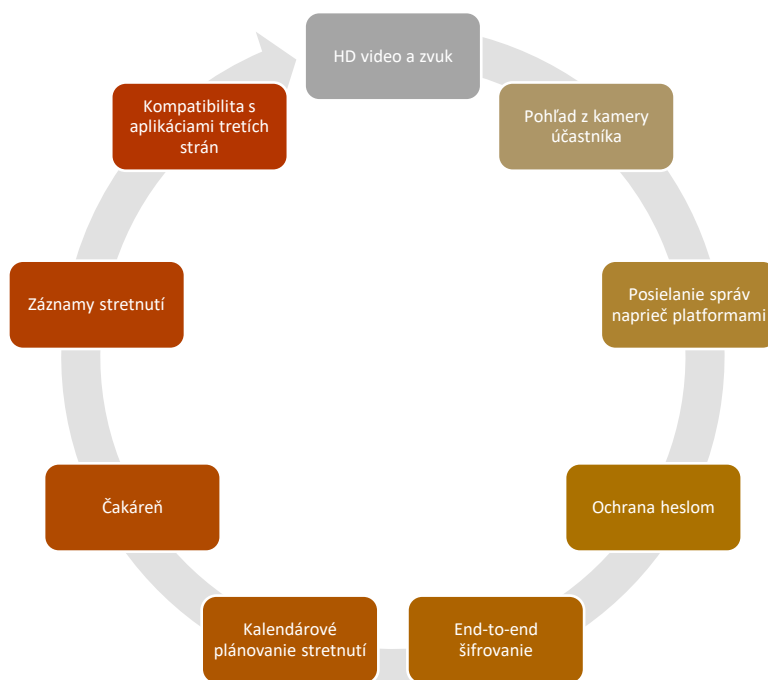 HD video a zvuk
Pohľad z kamery
účastníka
Posielanie správ
naprieč platformami
Ochrana heslom
End-to-end
šifrovanie
Kalendárové
plánovanie stretnutí
Čakáreň
Záznamy stretnutí
Kompatibilita s
aplikáciami tretích
strán